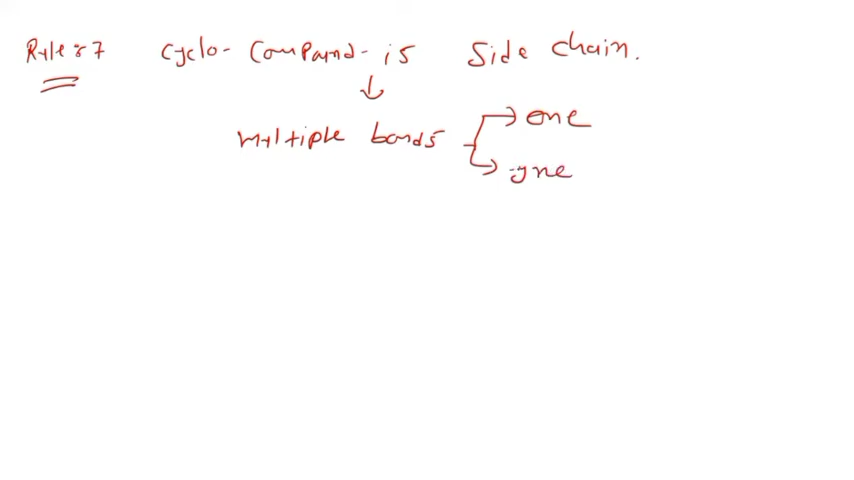 Rule:7 Cyclo- Compound- is Side chain.
multiple bonds ene
yne